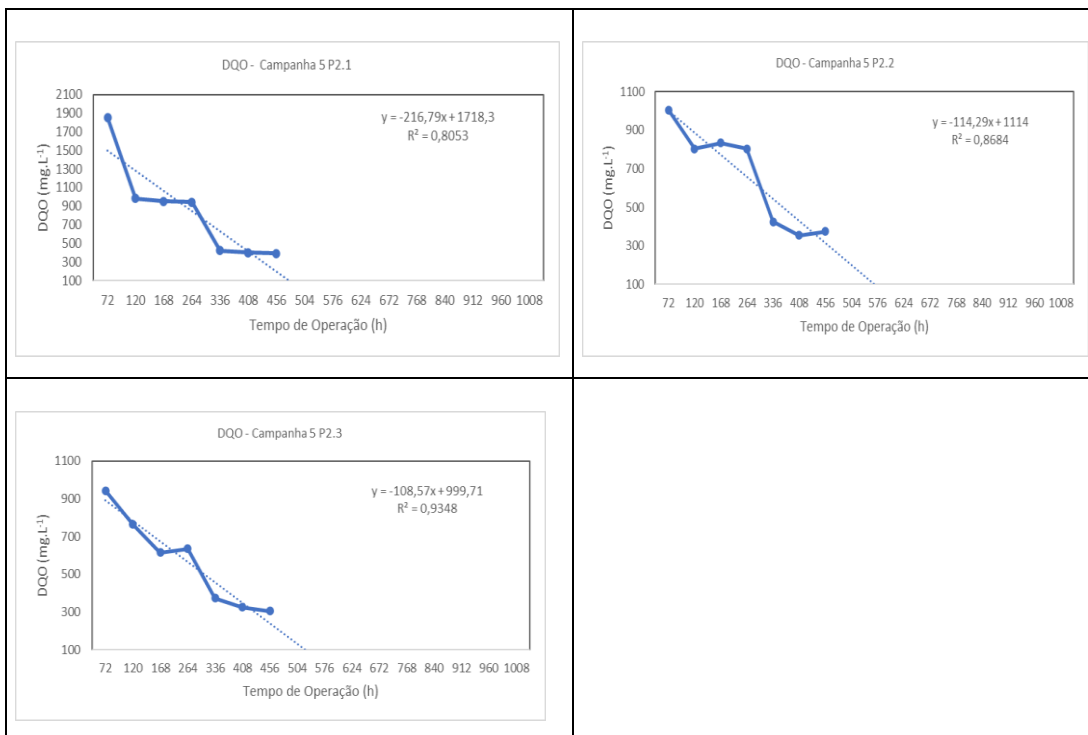 DQO - Campanha 5 P2.1
y = -216,79x + 1718,3
R² = 0,8053
2100
1900
1700
1500
1300
1100
900
700
500
300
100
DQO (mg.L⁻¹)
72 120 168 264 336 408 456 504 576 624 672 768 840 912 960 1008
Tempo de Operação (h)
DQO - Campanha 5 P2.2
y = -114,29x + 1114
R² = 0,8684
1100
900
700
500
300
100
DQO (mg.L⁻¹)
72 120 168 264 336 408 456 504 576 624 672 768 840 912 960 1008
Tempo de Operação (h)
DQO - Campanha 5 P2.3
y = -108,57x + 999,71
R² = 0,9348
1100
900
700
500
300
100
DQO (mg.L⁻¹)
72 120 168 264 336 408 456 504 576 624 672 768 840 912 960 1008
Tempo de Operação (h)